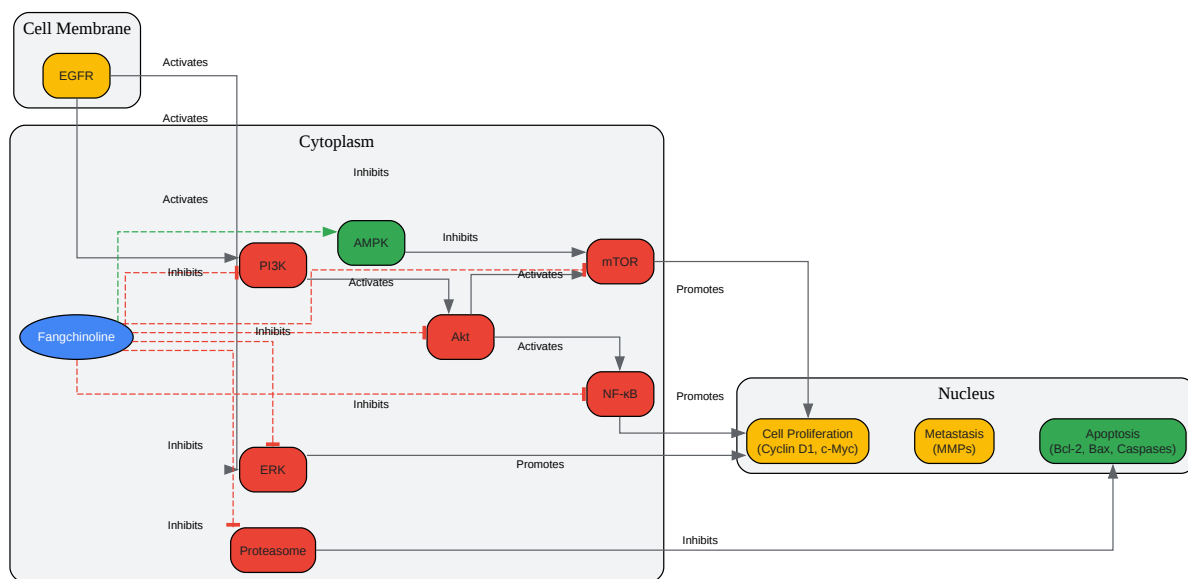 Cell Membrane
Activates
EGFR
Activates
Cytoplasm
Inhibits
Activates
AMPK
Inhibits
PI3K
Inhibits
mTOR
Activates
Activates
Promotes
Fangchinoline
Inhibits
Akt
Activates
NF-κB
Promotes
Inhibits
Nucleus
Cell Proliferation
(Cyclin D1, c-Myc)
Metastasis
(MMPs)
Apoptosis
(Bcl-2, Bax, Caspases)
Inhibits
ERK
Promotes
Inhibits
Proteasome
Inhibits